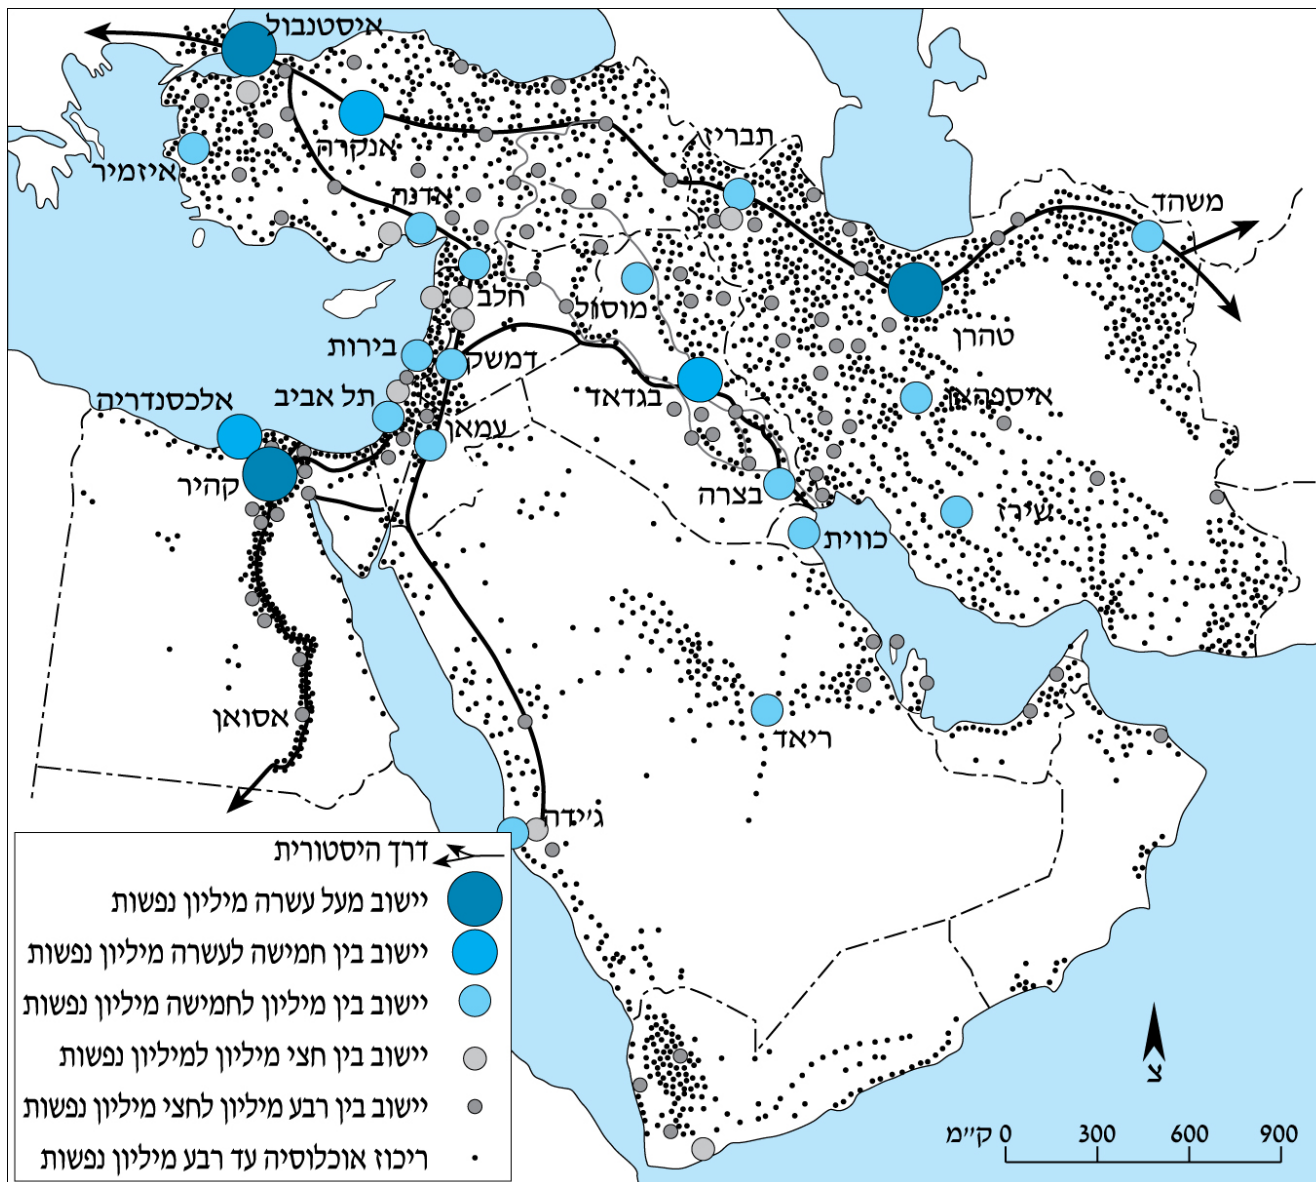 איסטנבול
אנקרה
איזמיר
אדנה
תבריז
משהד
חלב
מוסול
טהרן
בירות
דמשק
אלכסנדריה
תל אביב
בגדאד
איספהאן
עמאן
קהיר
בצרה
שירז
כווית
אסואן
ריאד
ג'ידה
דרך היסטורית
יישוב מעל עשרה מיליון נפשות
יישוב בין חמישה לעשרה מיליון נפשות
יישוב בין מיליון לחמישה מיליון נפשות
יישוב בין חצי מיליון למיליון נפשות
יישוב בין רבע מיליון לחצי מיליון נפשות
ריכוז אוכלוסיה עד רבע מיליון נפשות
צ
ק"מ 0 300 600 900